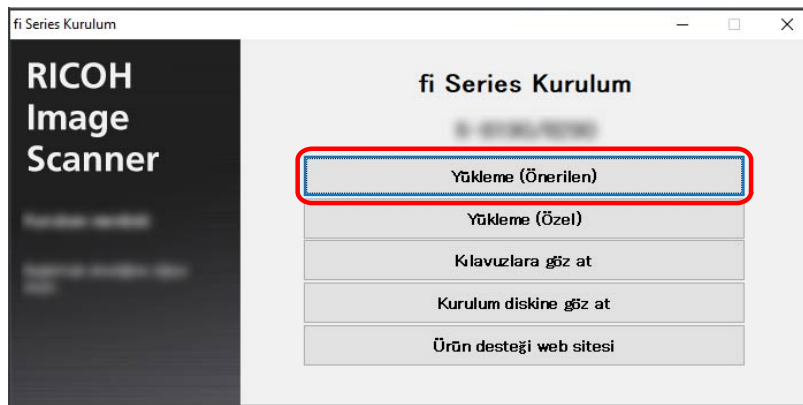 fi Series Kurulum
RICOH
Image
Scanner
fi Series Kurulum
Yükleme (Önerilen)
Yükleme (Özel)
Kılavuzlara göz at
Kurulum diskine göz at
Ürün desteği web sitesi